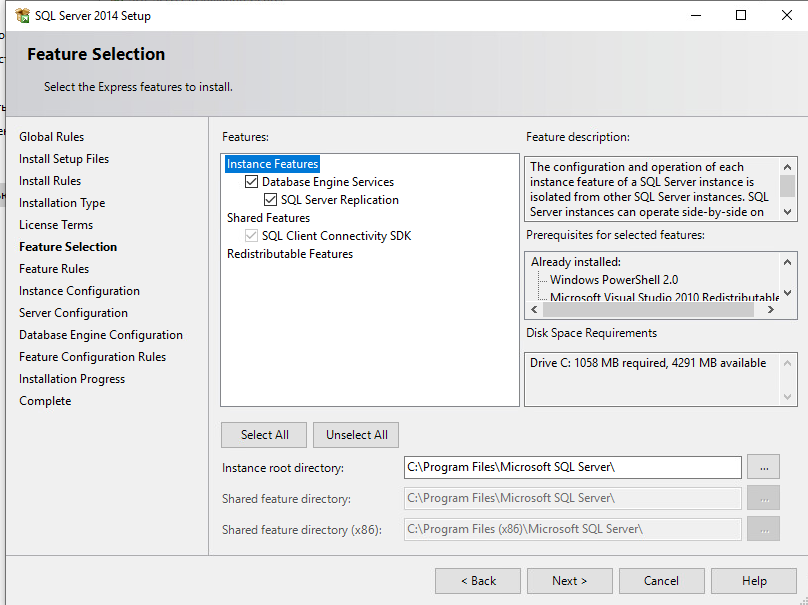 SQL Server 2014 Setup
Feature Selection
Select the Express features to install.
Global Rules
Install Setup Files
Install Rules
Installation Type
License Terms
Feature Selection
Feature Rules
Instance Configuration
Server Configuration
Database Engine Configuration
Feature Configuration Rules
Installation Progress
Complete
Features:
Instance Features
Database Engine Services
SQL Server Replication
Shared Features
SQL Client Connectivity SDK
Redistributable Features
Feature description:
The configuration and operation of each
instance feature of a SQL Server instance is
isolated from other SQL Server instances. SQL
Server instances can operate side-by-side on
Prerequisites for selected features:
Already installed:
Windows PowerShell 2.0
Microsoft Visual Studio 2010 Redistributable
Disk Space Requirements
Drive C: 1058 MB required, 4291 MB available
Select All
Unselect All
Instance root directory:
C:\Program Files\Microsoft SQL Server\
...
Shared feature directory:
C:\Program Files\Microsoft SQL Server\
...
Shared feature directory (x86):
C:\Program Files (x86)\Microsoft SQL Server\
...
< Back
Next >
Cancel
Help